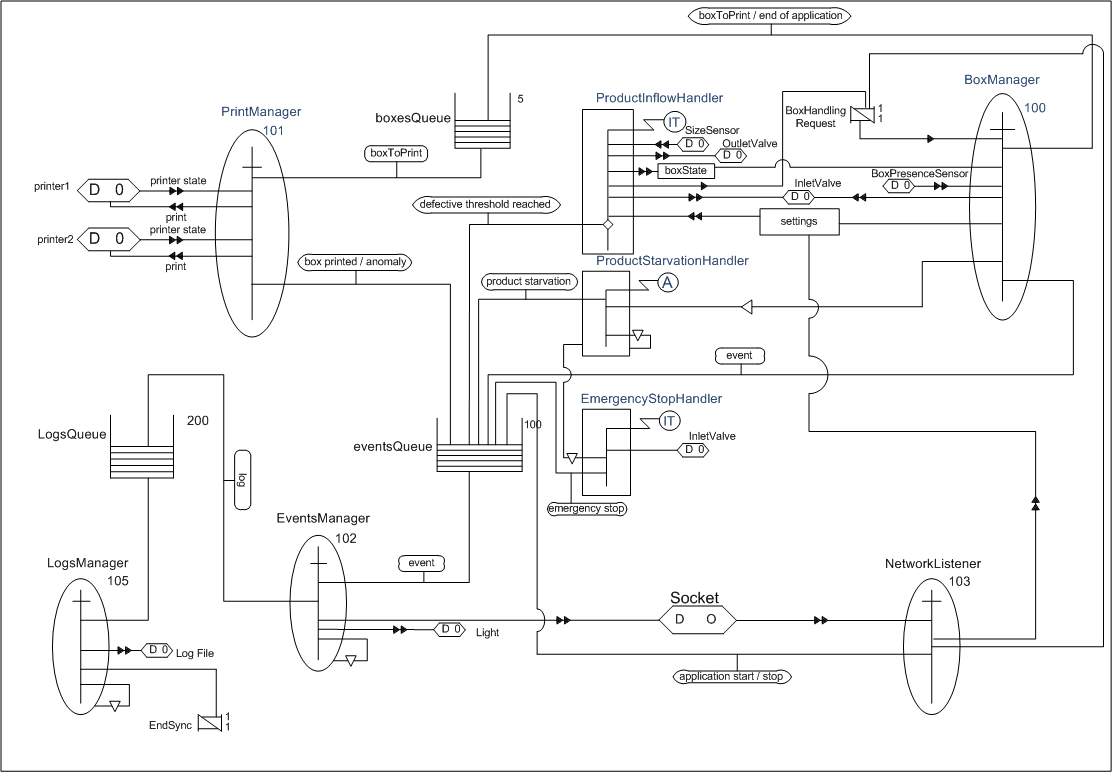 boxToPrint / end of application
BoxManager
100
PrintManager
101
boxesQueue
5
ProductInflowHandler
IT
SizeSensor
D 0
OutletValve
D 0
BoxHandling
Request
1
1
boxToPrint
boxState
BoxPresenceSensor
D 0
printer1
D 0
printer state
print
InletValve
D 0
defective threshold reached
settings
printer2
D 0
printer state
print
box printed / anomaly
ProductStarvationHandler
product starvation
A
event
EmergencyStopHandler
IT
InletValve
D 0
LogsQueue
200
eventsQueue
100
log
emergency stop
EventsManager
102
event
LogsManager
105
NetworkListener
103
Socket
D O
D 0
Light
D 0
Log File
application start / stop
EndSync
1
1